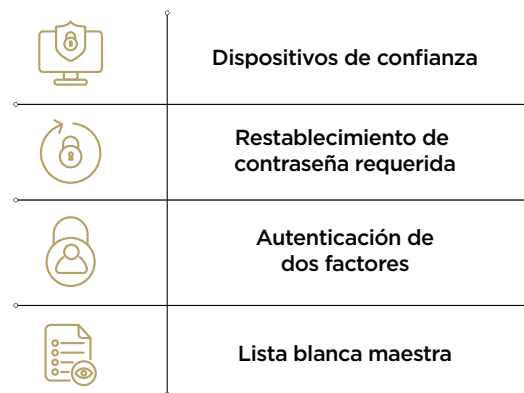 Dispositivos de confianza
Restablecimiento de
contraseña requerida
Autenticación de
dos factores
Lista blanca maestra